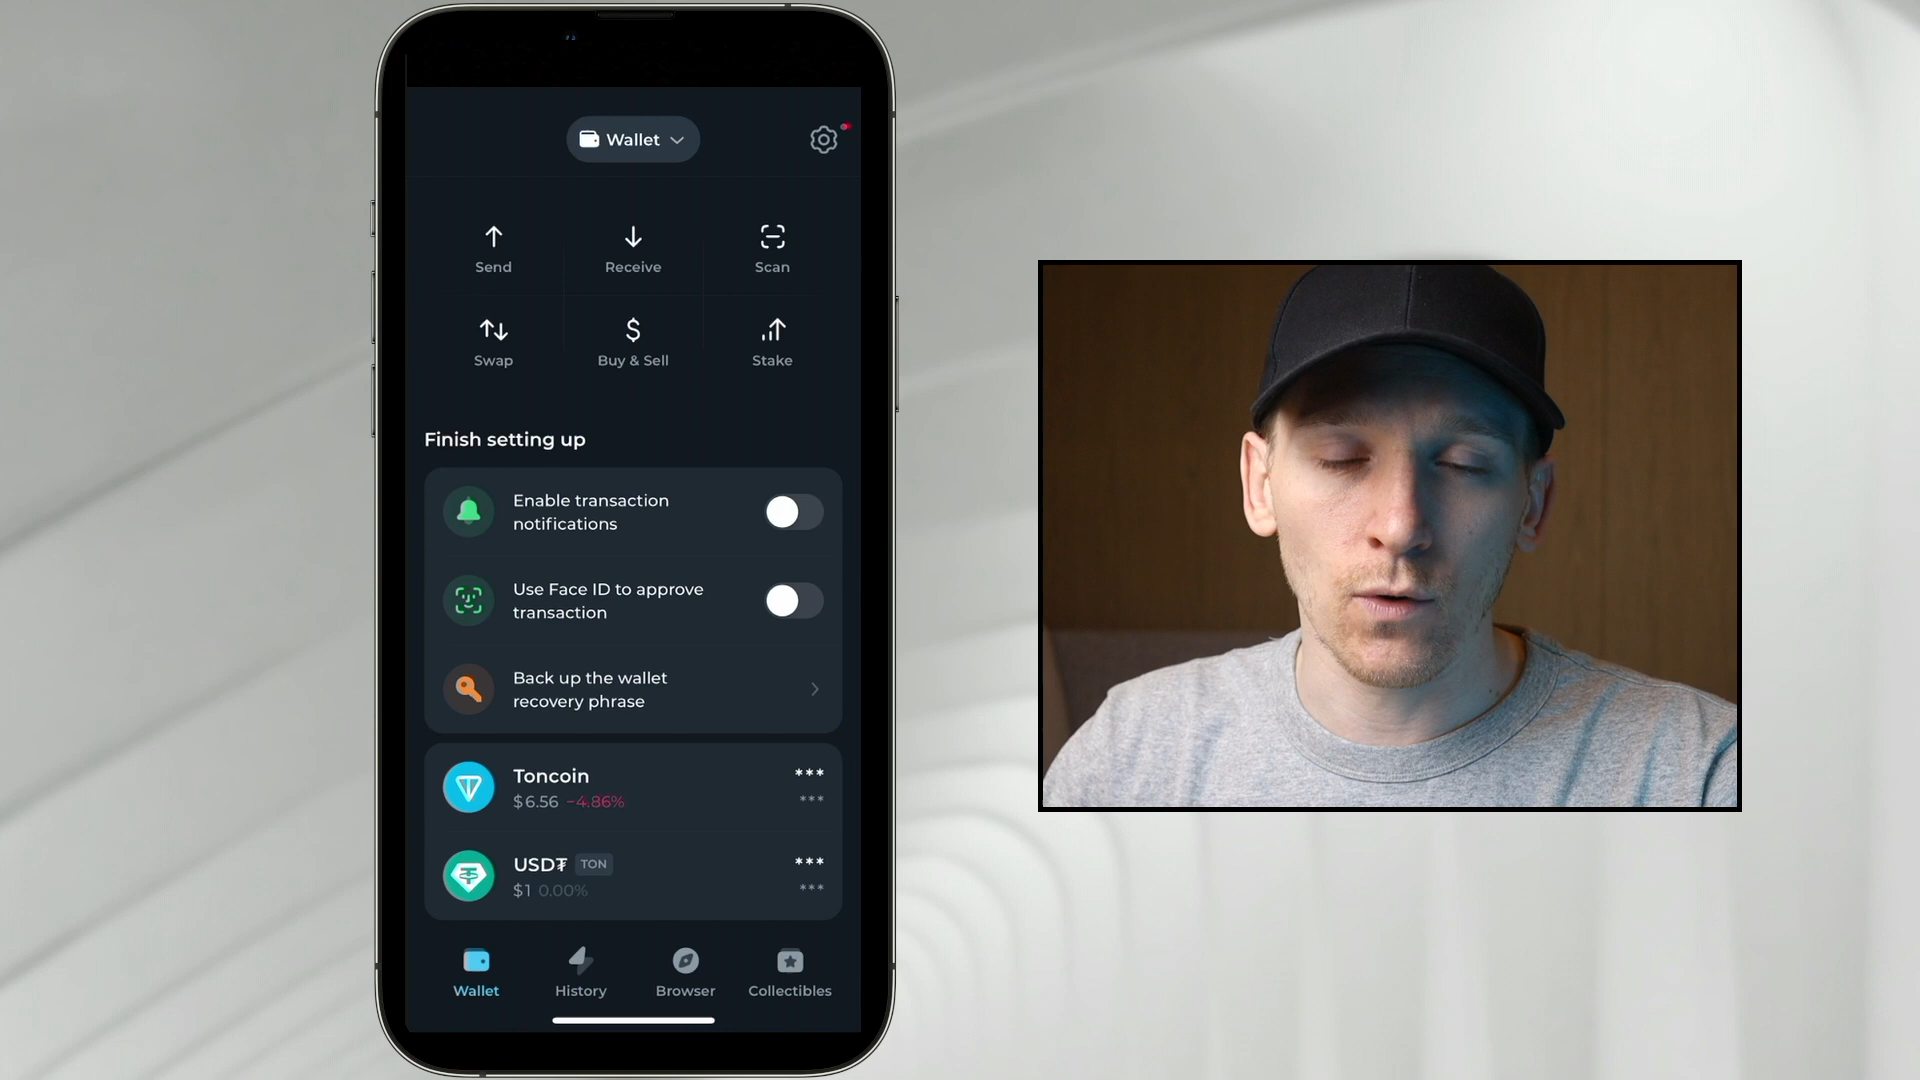 Wallet
Send
Receive
Scan
Swap
Buy & Sell
Stake
Finish setting up
Enable transaction
notifications
Use Face ID to approve
transaction
Back up the wallet
recovery phrase
Toncoin
***
$6.56 −4.86%
***
USD₮ TON
***
$1 0.00%
***
Wallet
History
Browser
Collectibles